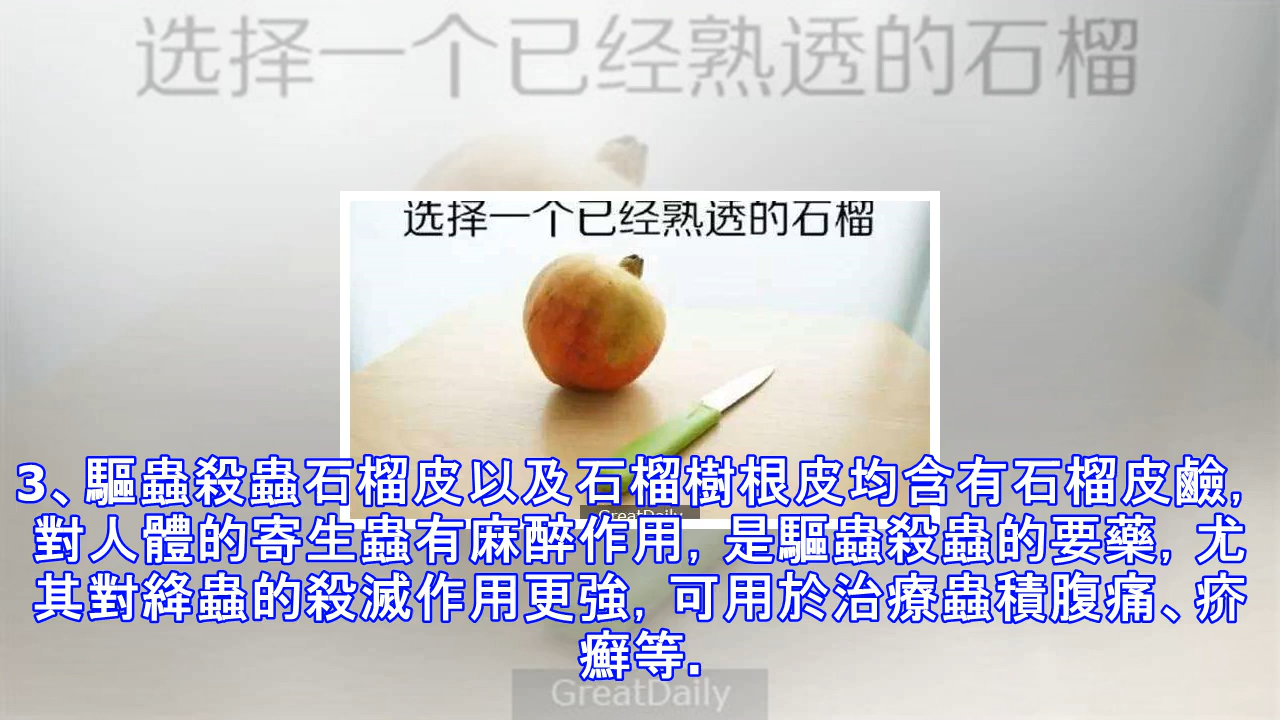 选择一个已经熟透的石榴
选择一个已经熟透的石榴
3、驅蟲殺蟲石榴皮以及石榴樹根皮均含有石榴皮鹼,
對人體的寄生蟲有麻醉作用, 是驅蟲殺蟲的要藥, 尤
其對絳蟲的殺滅作用更強, 可用於治療蟲積腹痛、疥
癬等.
GreatDaily
GreatDaily